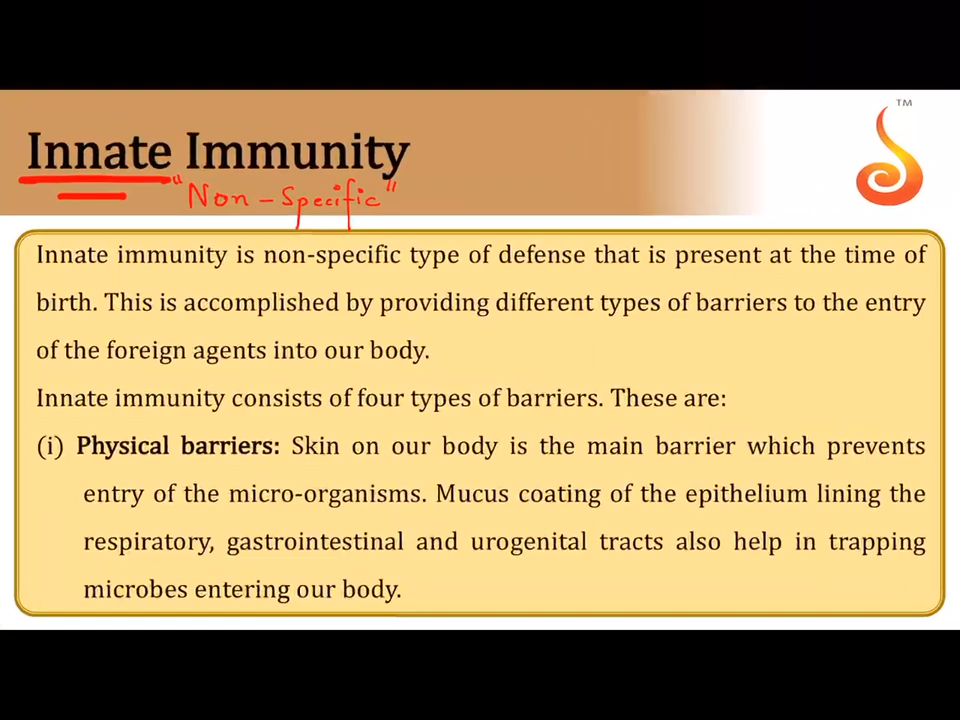 TM
Innate Immunity
"Non-Specific"
Innate immunity is non-specific type of defense that is present at the time of
birth. This is accomplished by providing different types of barriers to the entry
of the foreign agents into our body.
Innate immunity consists of four types of barriers. These are:
(i) Physical barriers: Skin on our body is the main barrier which prevents
entry of the micro-organisms. Mucus coating of the epithelium lining the
respiratory, gastrointestinal and urogenital tracts also help in trapping
microbes entering our body.